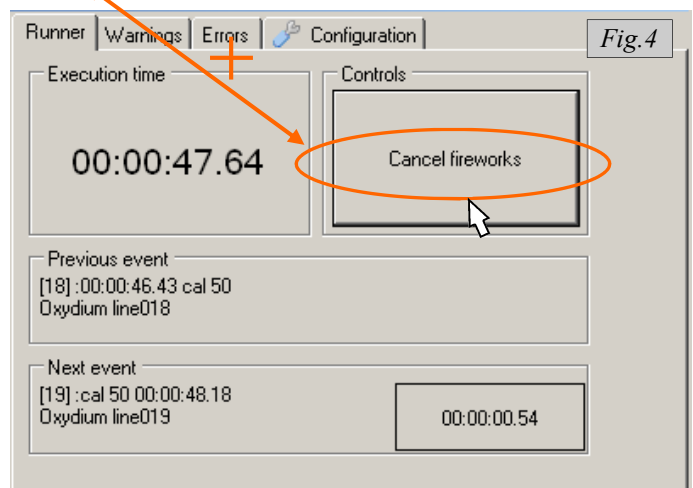 Runner Warnings Errors Configuration
Fig.4
Execution time
00:00:47.64
Controls
Cancel fireworks
Previous event
[18] :00:00:46.43 cal 50
Oxydium line018
Next event
[19] :cal 50 00:00:48.18
Oxydium line019
00:00:00.54